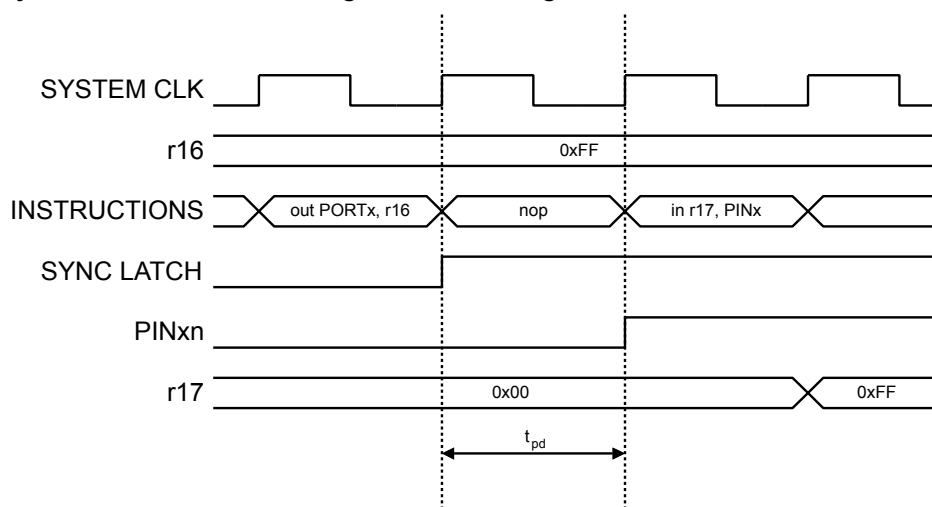 SYSTEM CLK
r16
0xFF
INSTRUCTIONS
out PORTx, r16
nop
in r17, PINx
SYNC LATCH
PINxn
r17
0x00
0xFF
tpd